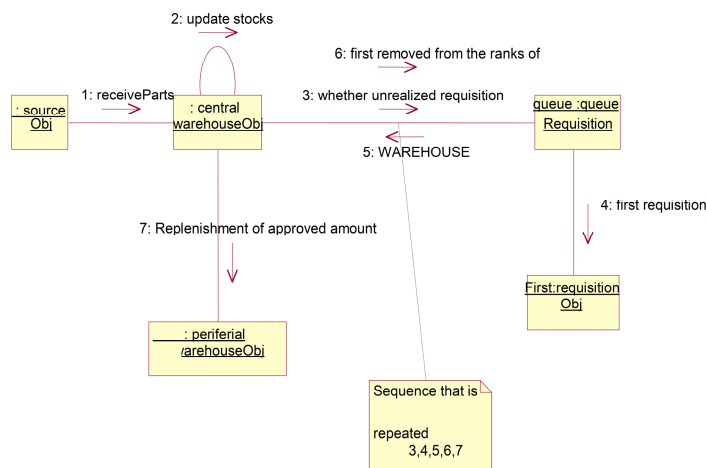 2: update stocks
6: first removed from the ranks of
1: receiveParts
3: whether unrealized requisition
: source
Obj
: central
warehouseObj
queue :queue
Requisition
5: WAREHOUSE
4: first requisition
7: Replenishment of approved amount
First:requisition
Obj
: periferial
arehouseObj
Sequence that is
repeated
3,4,5,6,7